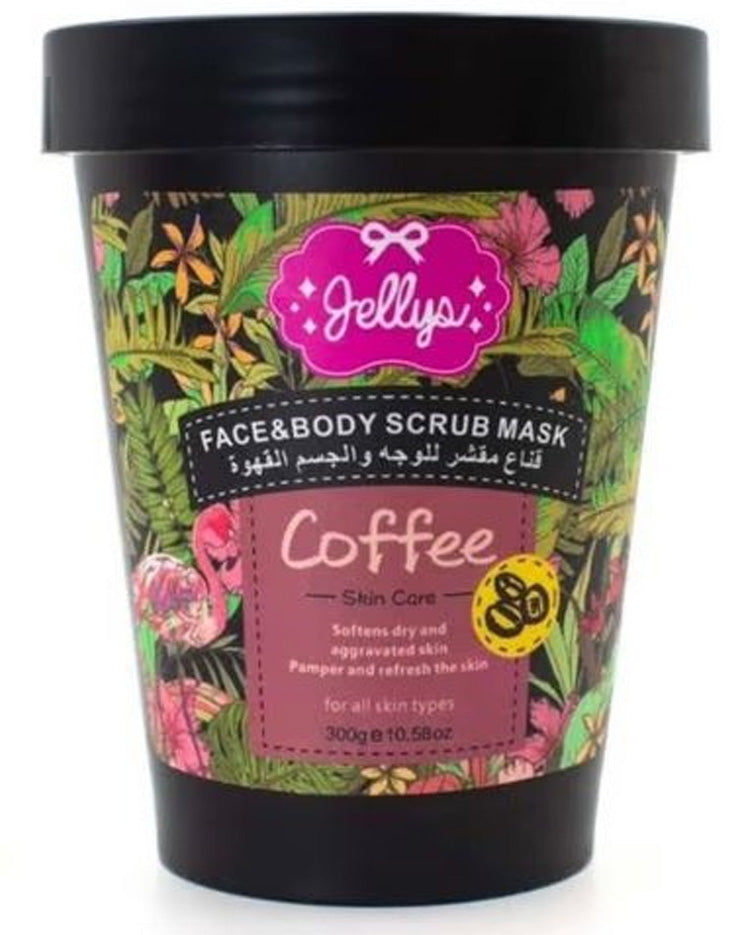 Jellys
FACE&BODY SCRUB MASK
قناع مقشر للوجه والجسم القهوة
Coffee
Skin Care
Softens dry and
aggravated skin
Pamper and refresh the skin
for all skin types
300g e 10.58oz